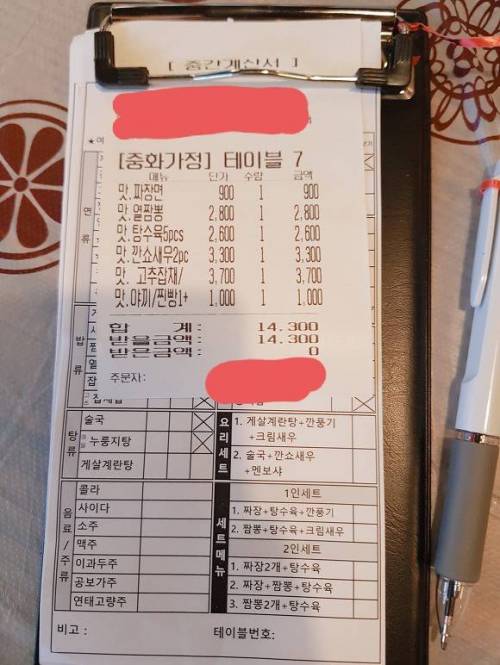 [ 중간계산서 ]
[중화가정] 테이블 7
메뉴 단가 수량 금액
맛.짜장면 900 1 900
맛.열짬뽕 2,800 1 2,800
맛.탕수육5pcs 2,600 1 2,600
맛.깐쇼새우2pc 3,300 1 3,300
맛. 고추잡채/ 3,700 1 3,700
맛.야끼/찐빵1+ 1,000 1 1,000
합 계: 14,300
받을금액: 14,300
받은금액: 0
주문자:
면류
밥류
탕류
술국
누룽지탕
게살계란탕
요리세트
1. 게살계란탕+깐풍기
+크림새우
2. 술국+깐쇼새우
+멘보샤
음료/주류
콜라
사이다
소주
맥주
이과두주
공보가주
연태고량주
세트메뉴
1인세트
1. 짜장+탕수육+깐풍기
2. 짬뽕+탕수육+크림새우
2인세트
1. 짜장2개+탕수육
2. 짜장+짬뽕+탕수육
3. 짬뽕2개+탕수육
비고 :
테이블번호: